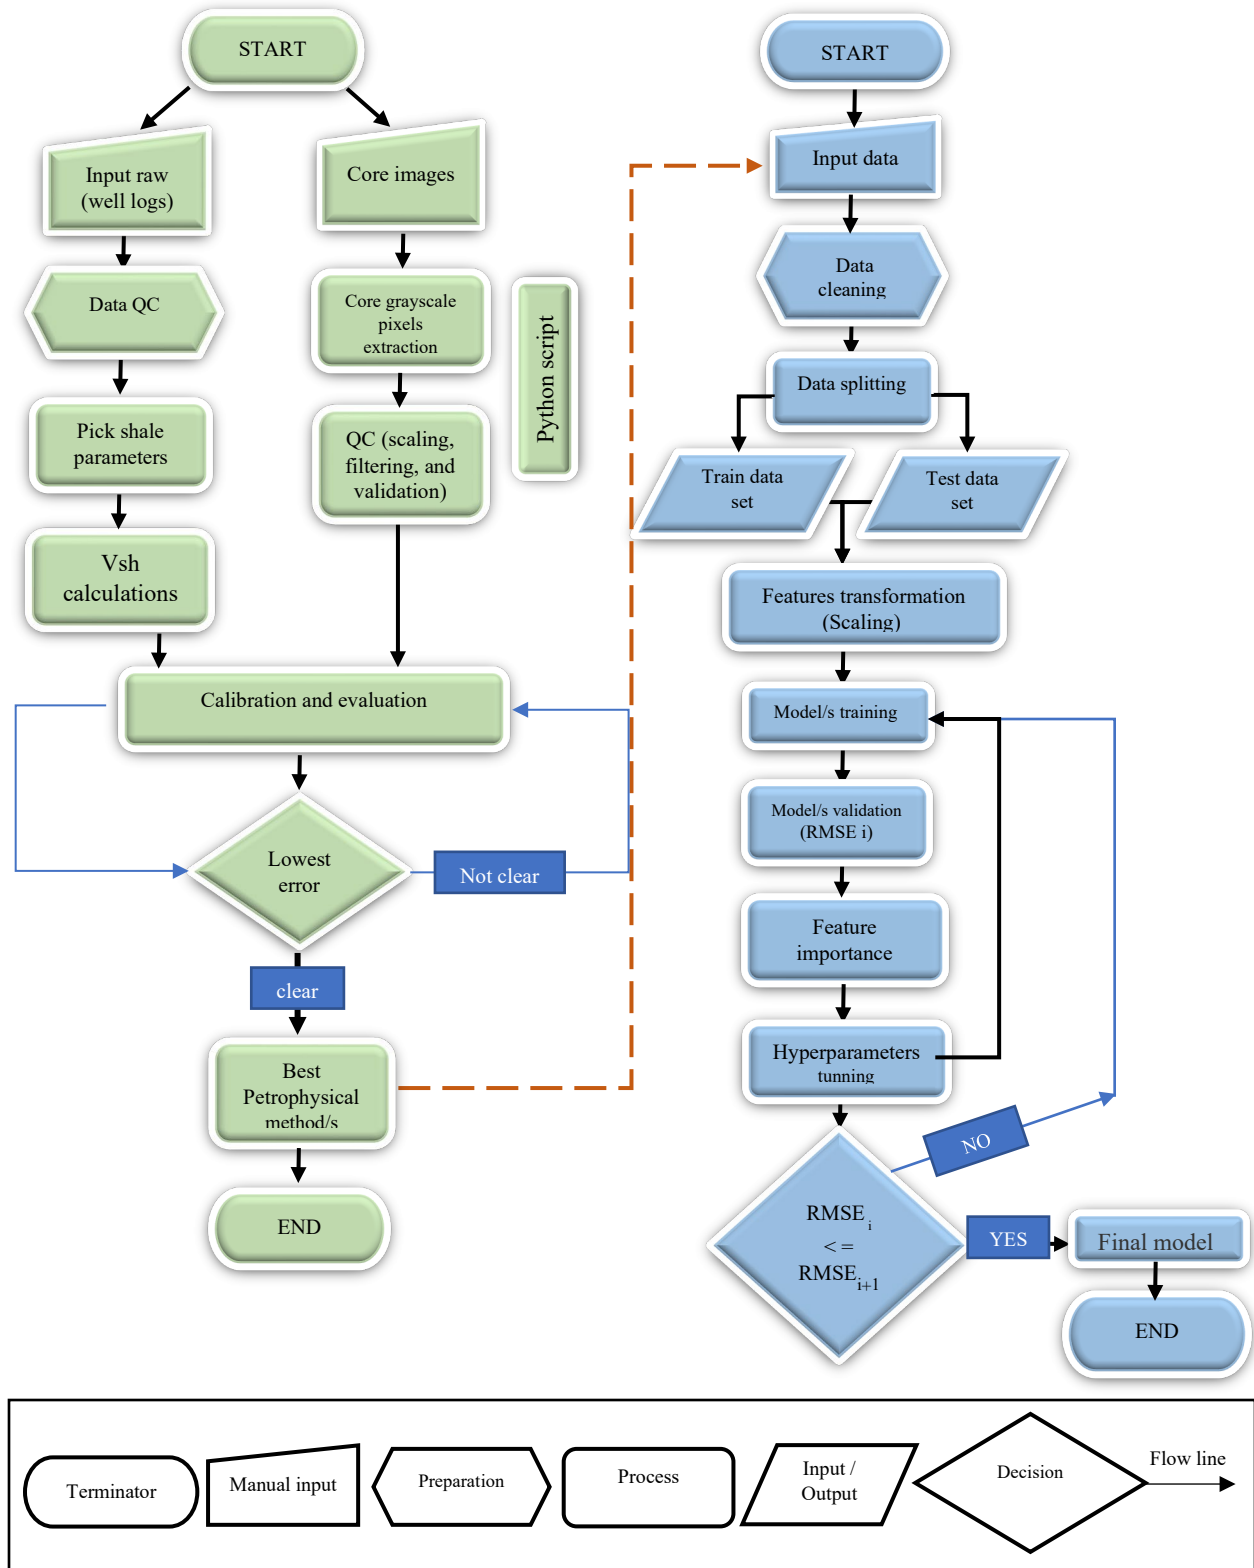 START
Input raw
(well logs)
Core images
Data QC
Core grayscale
pixels
extraction
Python script
Pick shale
parameters
QC (scaling,
filtering, and
validation)
Vsh
calculations
Calibration and evaluation
Lowest
error
Not clear
clear
Best
Petrophysical
method/s
END
START
Input data
Data
cleaning
Data splitting
Train data
set
Test data
set
Features transformation
(Scaling)
Model/s training
Model/s validation
(RMSE i)
Feature
importance
Hyperparameters
tunning
NO
RMSE i
< =
RMSE i+1
YES
Final model
END
Terminator
Manual input
Preparation
Process
Input /
Output
Decision
Flow line